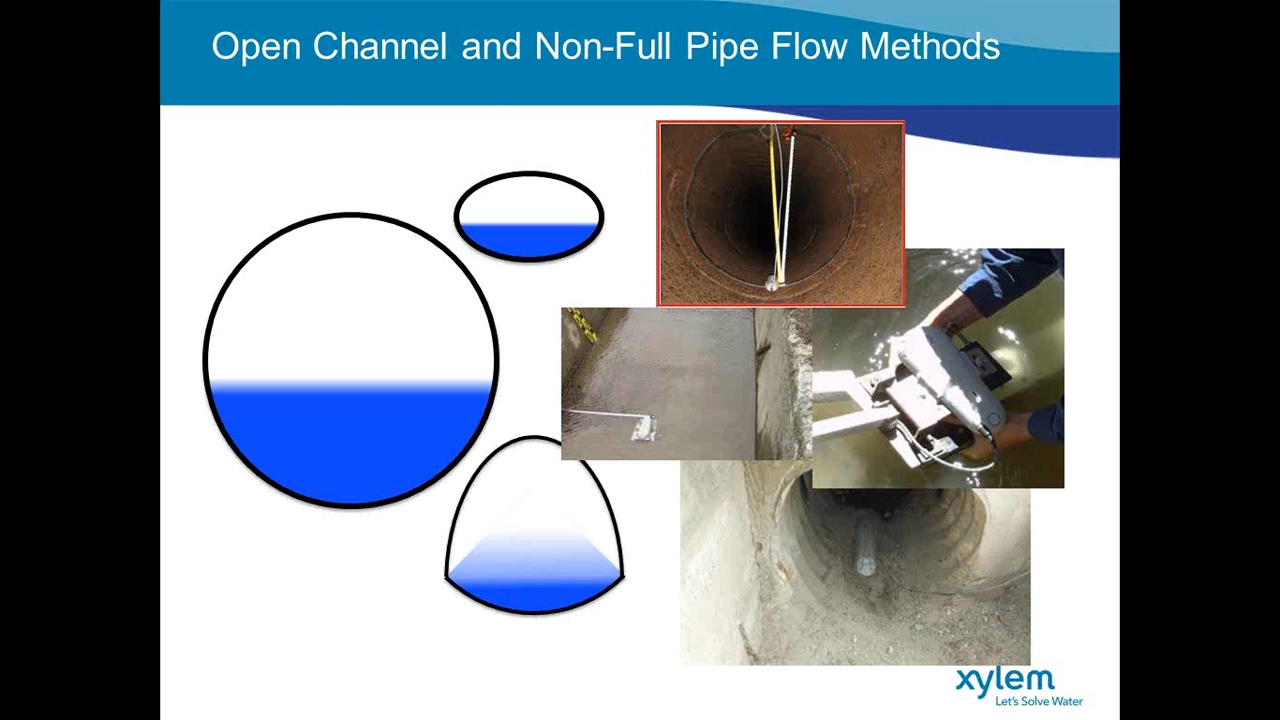 Open Channel and Non-Full Pipe Flow Methods
xylem
Let's Solve Water